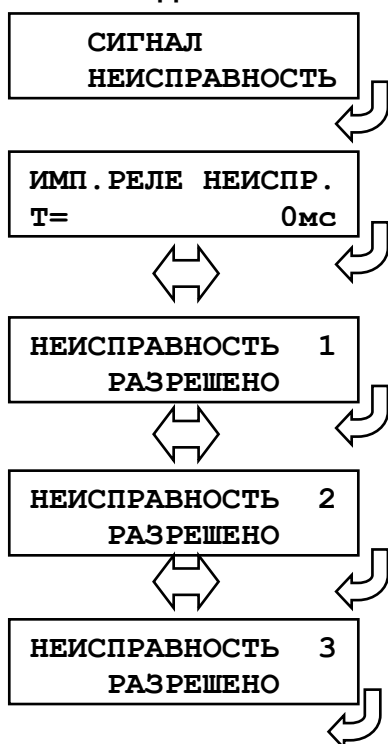 СИГНАЛ
НЕИСПРАВНОСТЬ
ИМП.РЕЛЕ НЕИСПР.
Т= 0мс
НЕИСПРАВНОСТЬ 1
РАЗРЕШЕНО
НЕИСПРАВНОСТЬ 2
РАЗРЕШЕНО
НЕИСПРАВНОСТЬ 3
РАЗРЕШЕНО